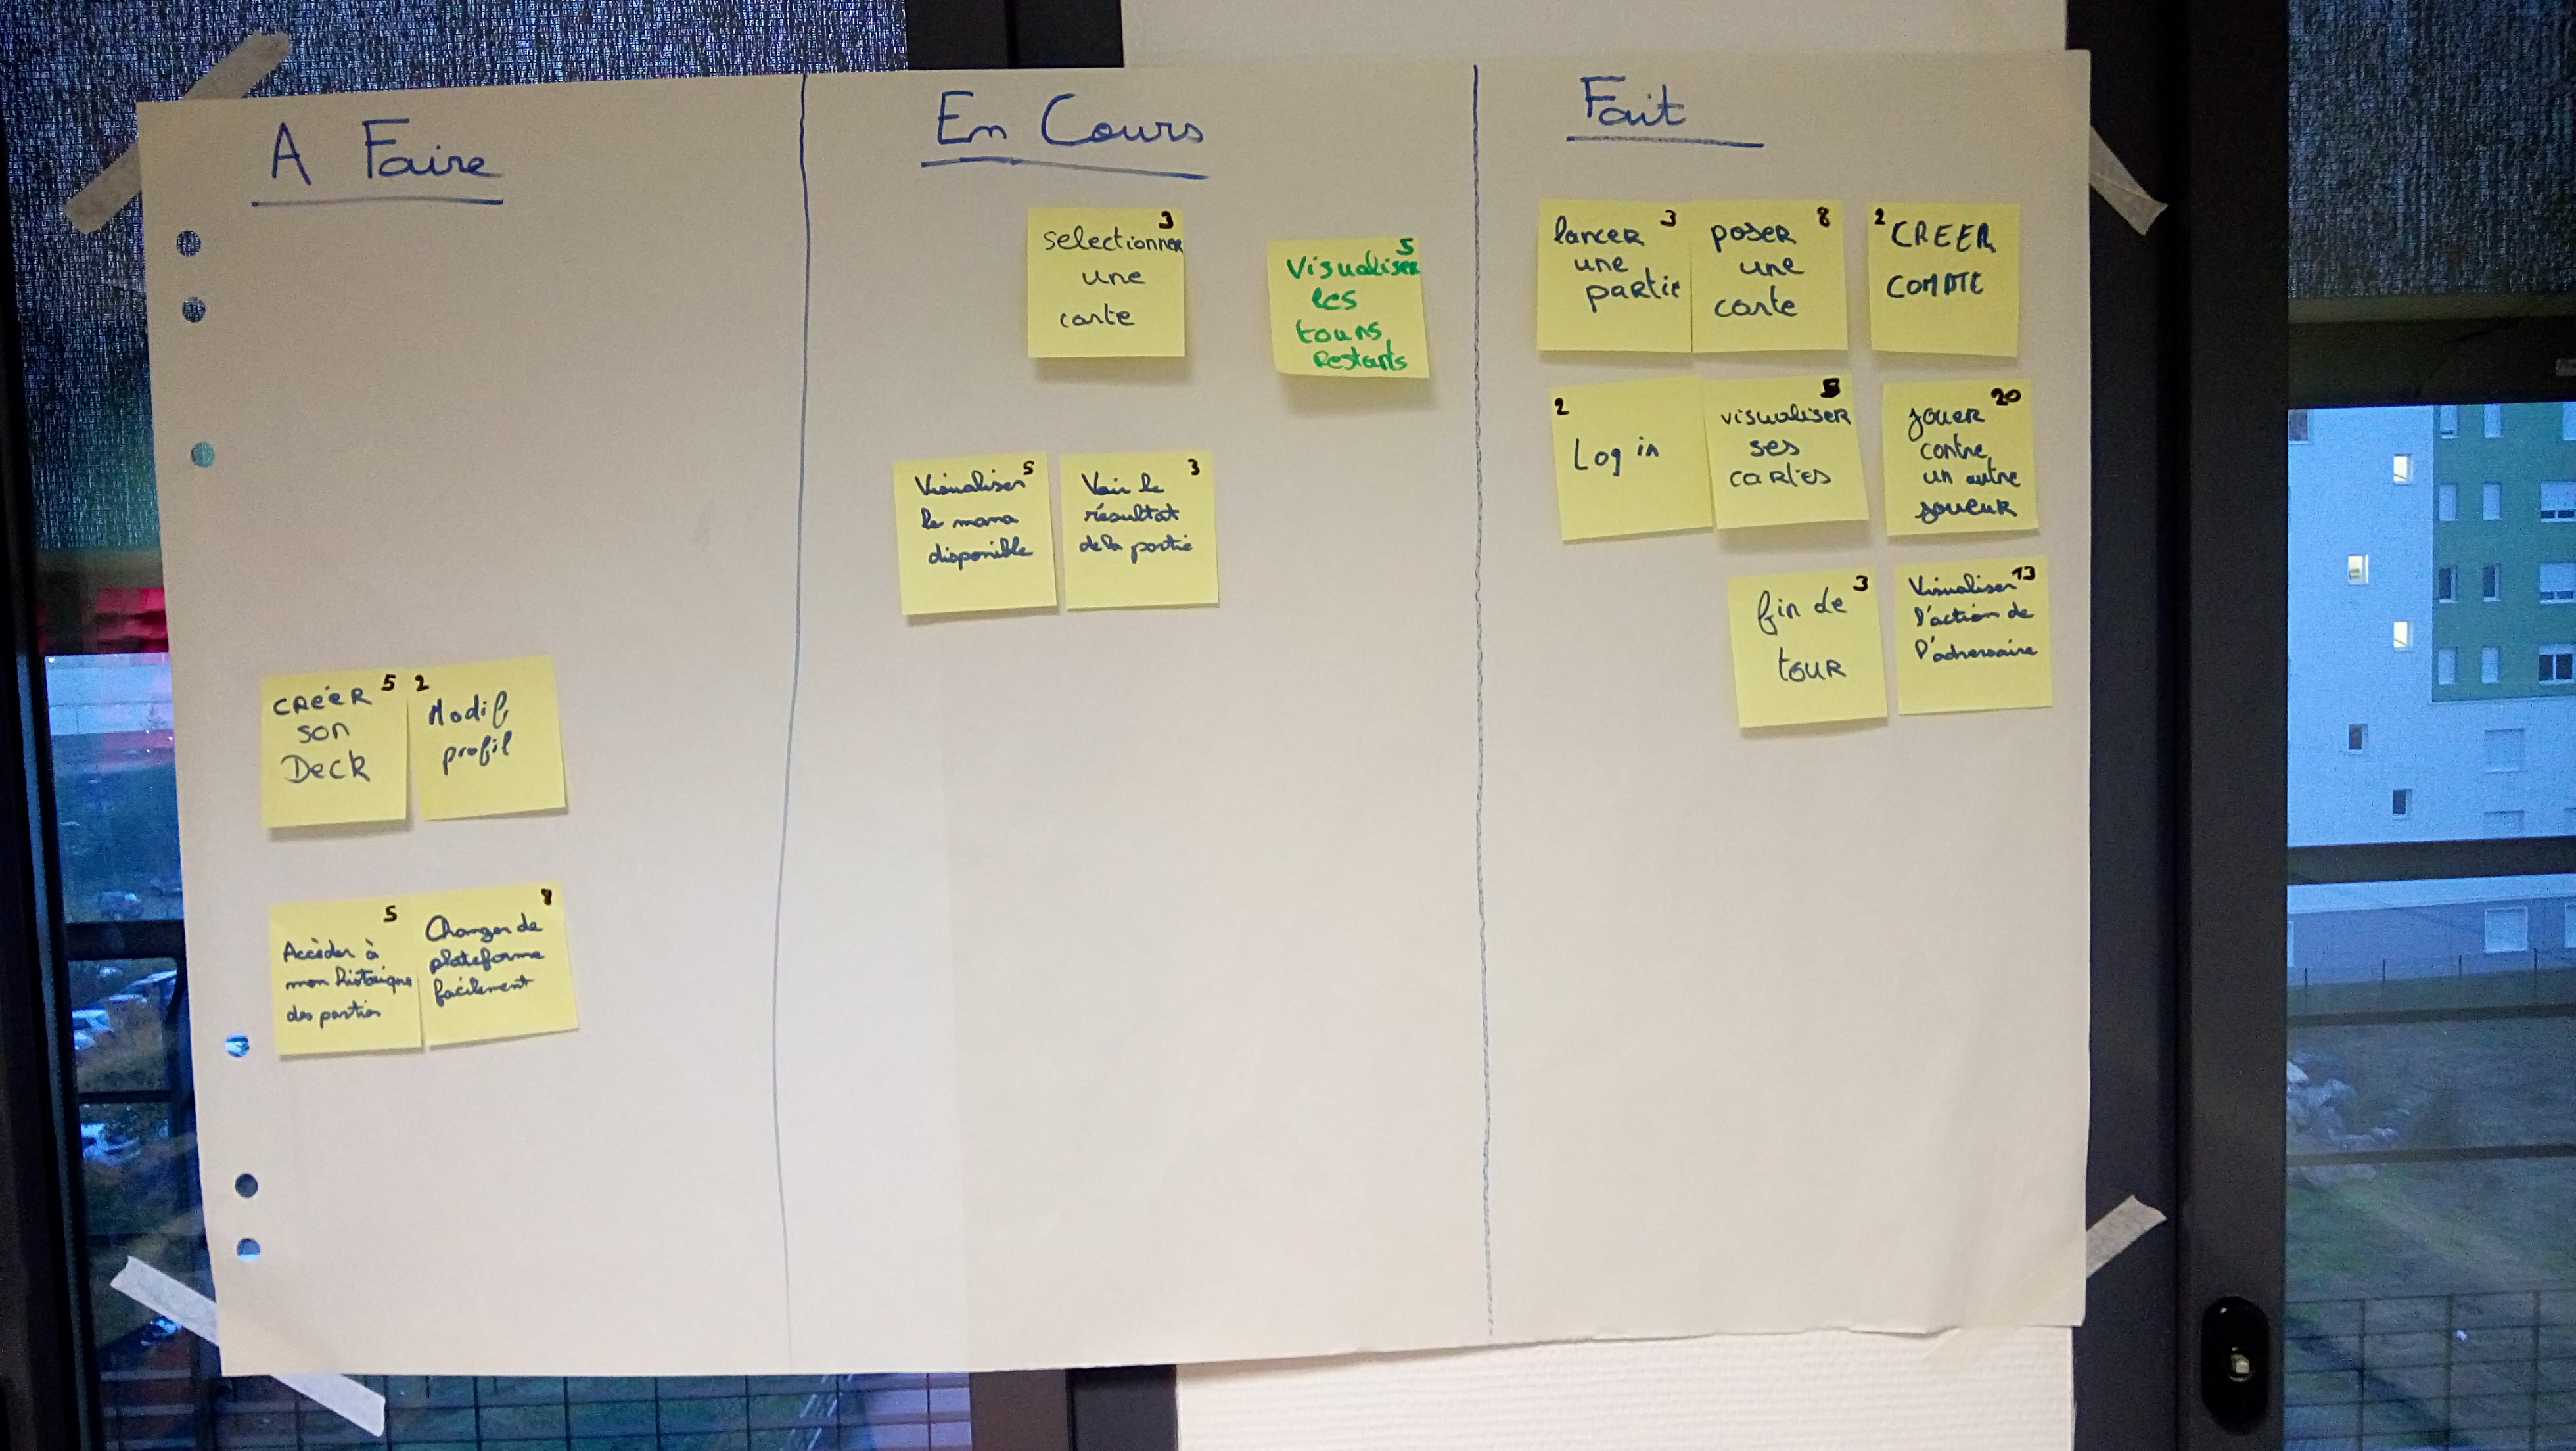 A Faire
CRÉER 5
SON
Deck
2
Modif
profil
5
Accèder à
mon historique
des parties
8
Changer de
plateforme
facilement
En Cours
3
selectionner
une
carte
5
Visualiser
les
tours
Restants
Visualiser 5
le mana
disponible
3
Voir le
résultat
de la partie
Fait
lancer 3
une
partie
poser 8
une
carte
2 CREER
COMPTE
2
Log in
visualiser
ses
cartes
20
jouer
contre
un autre
joueur
3
fin de
tour
Visualiser 13
l'action de
l'adversaire